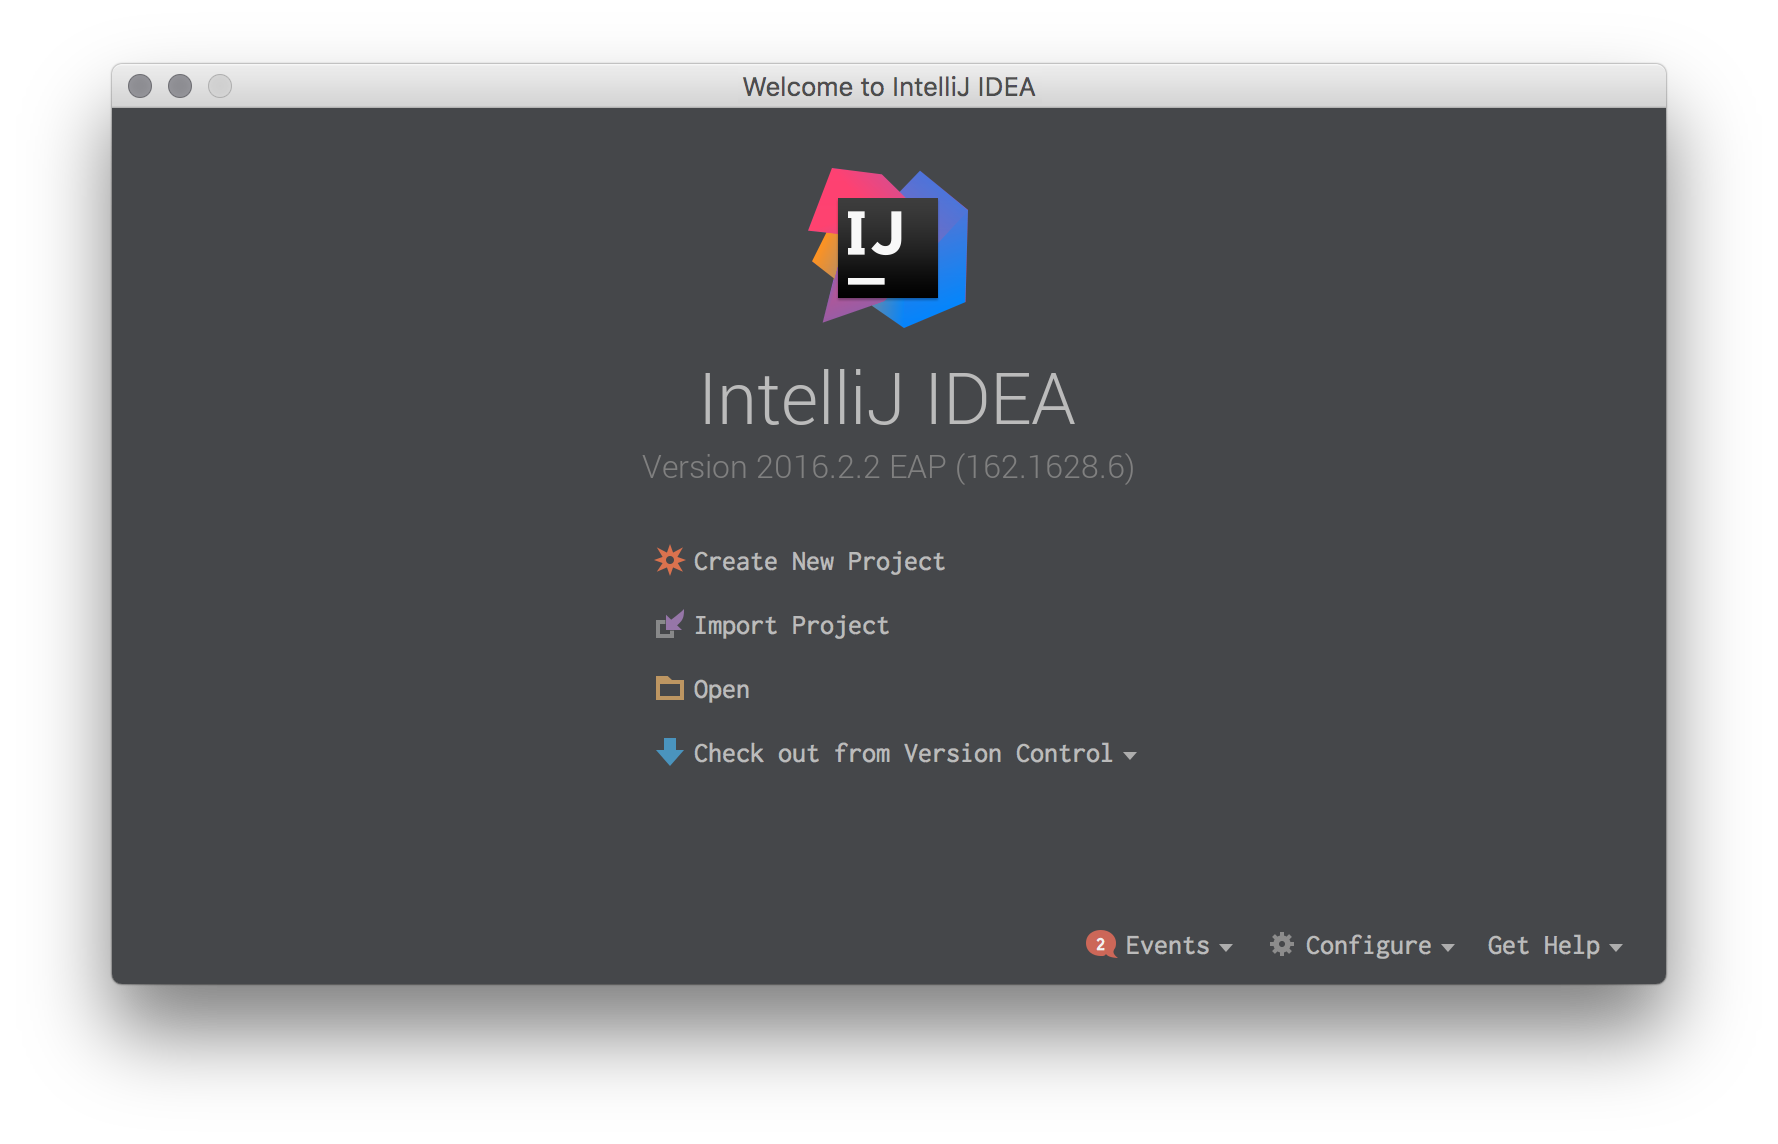 Welcome to IntelliJ IDEA
IJ
IntelliJ IDEA
Version 2016.2.2 EAP (162.1628.6)
Create New Project
Import Project
Open
Check out from Version Control
2 Events Configure Get Help